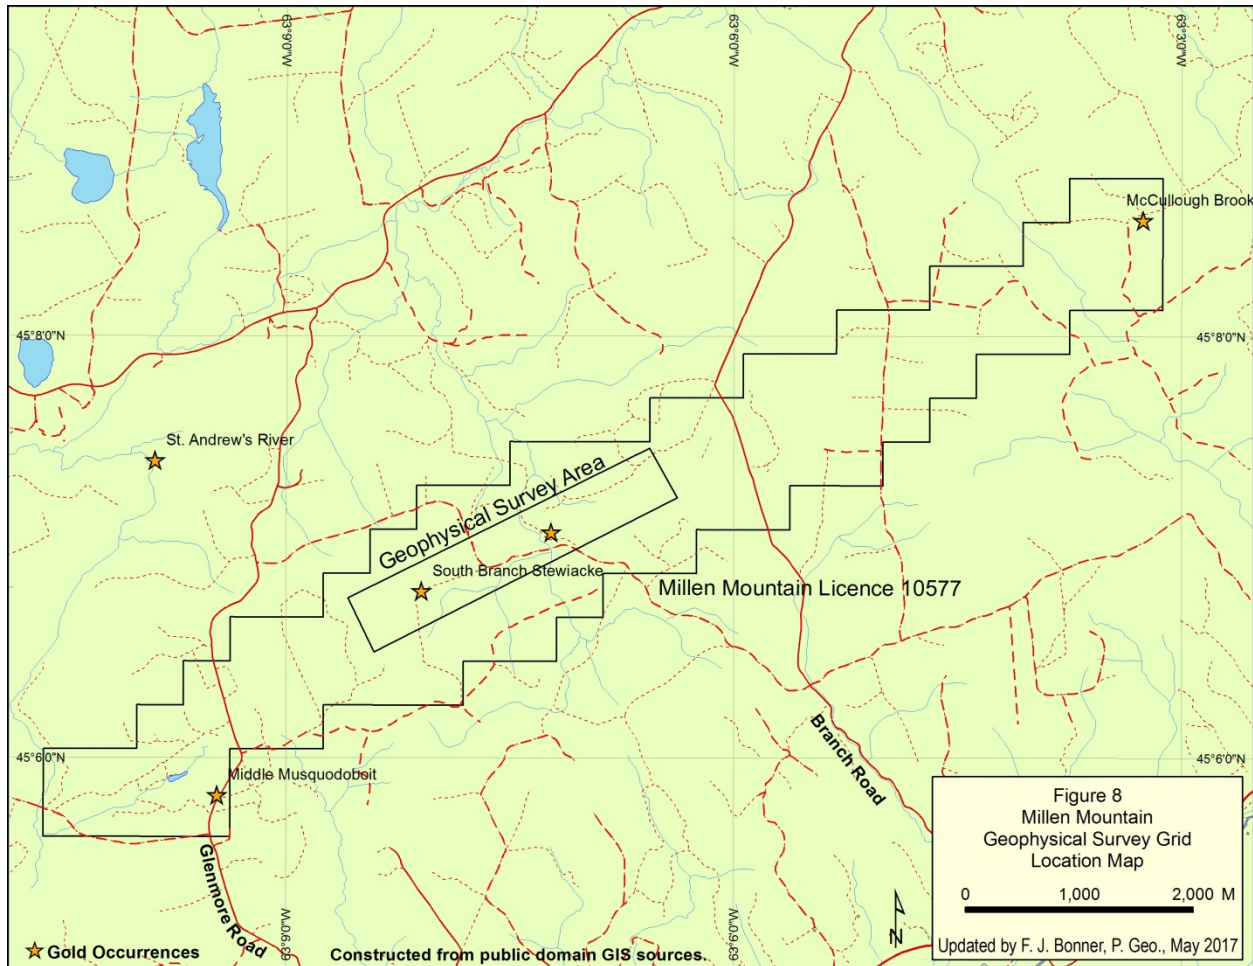 63°9'0"W
63°6'0"W
63°3'0"W
McCullough Brook
45°8'0"N
45°8'0"N
St. Andrew's River
Geophysical Survey Area
South Branch Stewiacke
Millen Mountain Licence 10577
Branch Road
45°6'0"N
45°6'0"N
Middle Musquodoboit
Glenmore Road
63°9'0"W
63°6'0"W
Figure 8
Millen Mountain
Geophysical Survey Grid
Location Map
0 1,000 2,000 M
N
Updated by F. J. Bonner, P. Geo., May 2017
Gold Occurrences
Constructed from public domain GIS sources.